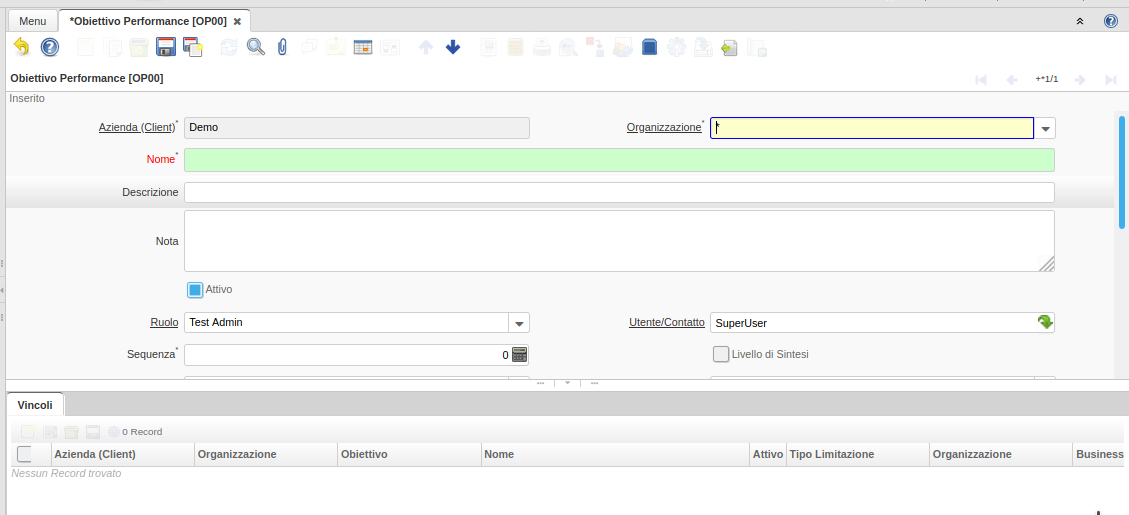 Menu *Obiettivo Performance [OP00]
Obiettivo Performance [OP00] +*1/1
Inserito
Azienda (Client)* Demo Organizzazione* *
Nome*
Descrizione
Nota
Attivo
Ruolo Test Admin Utente/Contatto SuperUser
Sequenza* 0 Livello di Sintesi
Vincoli
0 Record
Azienda (Client) Organizzazione Obiettivo Nome Attivo Tipo Limitazione Organizzazione Business
Nessun Record trovato